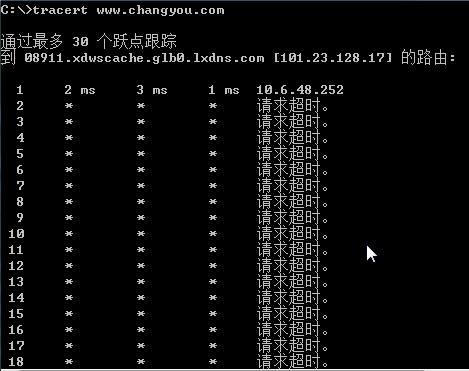 C:\>tracert www.changyou.com
通过最多 30 个跃点跟踪
到 08911.xdwscache.glb0.lxdns.com [101.23.128.17] 的路由:
1 2 ms 3 ms 1 ms 10.6.48.252
2 * * * 请求超时。
3 * * * 请求超时。
4 * * * 请求超时。
5 * * * 请求超时。
6 * * * 请求超时。
7 * * * 请求超时。
8 * * * 请求超时。
9 * * * 请求超时。
10 * * * 请求超时。
11 * * * 请求超时。
12 * * * 请求超时。
13 * * * 请求超时。
14 * * * 请求超时。
15 * * * 请求超时。
16 * * * 请求超时。
17 * * * 请求超时。
18 * * * 请求超时。